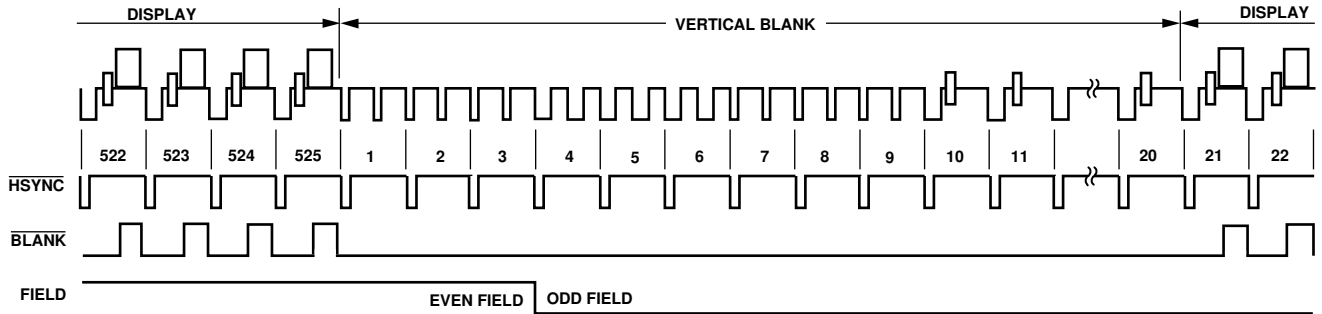 DISPLAY VERTICAL BLANK DISPLAY
522 523 524 525 1 2 3 4 5 6 7 8 9 10 11 20 21 22
HSYNC
BLANK
FIELD EVEN FIELD ODD FIELD